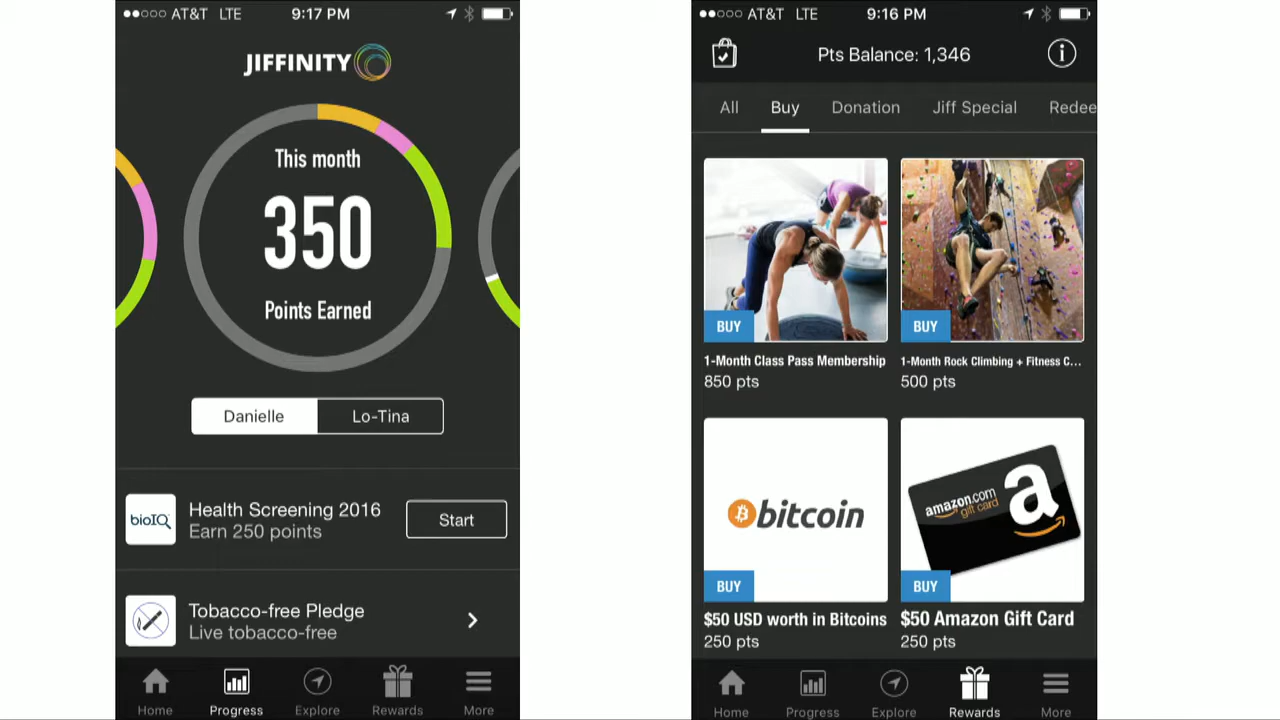 AT&T LTE 9:17 PM
JIFFINITY
This month
350
Points Earned
Danielle Lo-Tina
bioIQ
Health Screening 2016
Earn 250 points
Start
Tobacco-free Pledge
Live tobacco-free
Home Progress Explore Rewards More
AT&T LTE 9:16 PM
Pts Balance: 1,346
All Buy Donation Jiff Special Redee
BUY BUY
1-Month Class Pass Membership
850 pts
1-Month Rock Climbing + Fitness C...
500 pts
bitcoin
amazon.com
gift card
a
BUY BUY
$50 USD worth in Bitcoins
250 pts
$50 Amazon Gift Card
250 pts
Home Progress Explore Rewards More